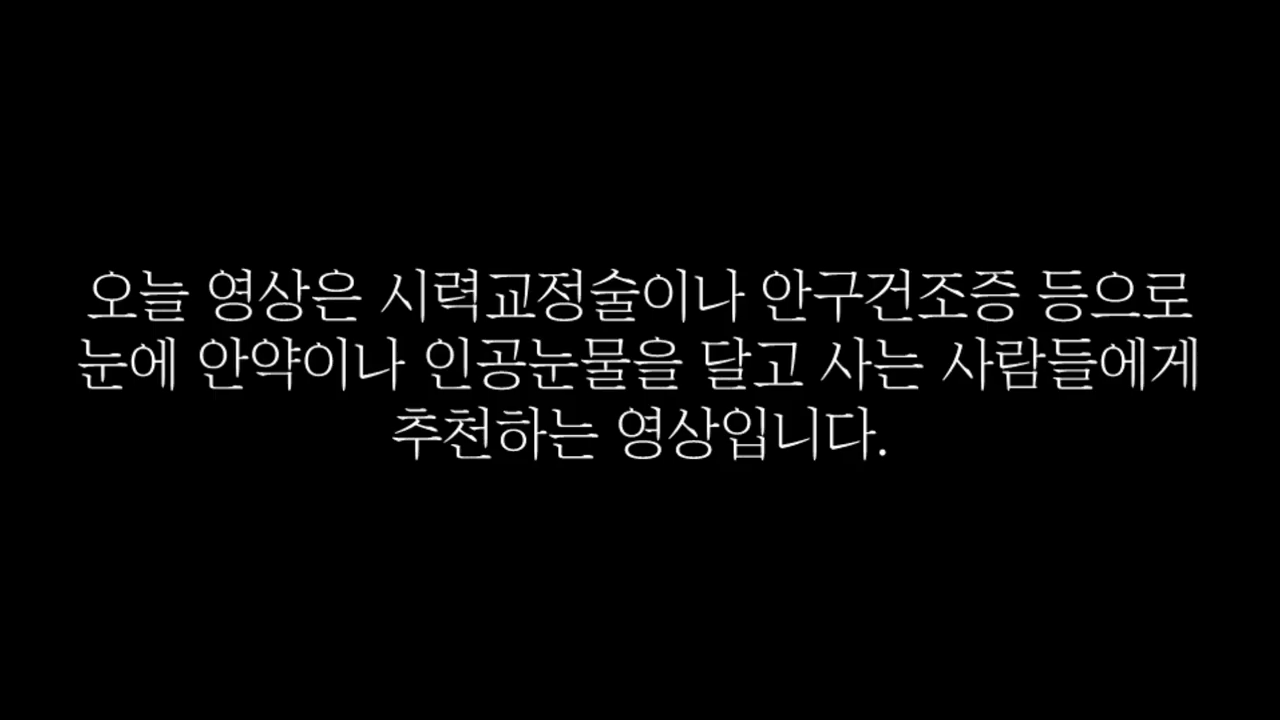 오늘 영상은 시력교정술이나 안구건조증 등으로
눈에 안약이나 인공눈물을 달고 사는 사람들에게
추천하는 영상입니다.